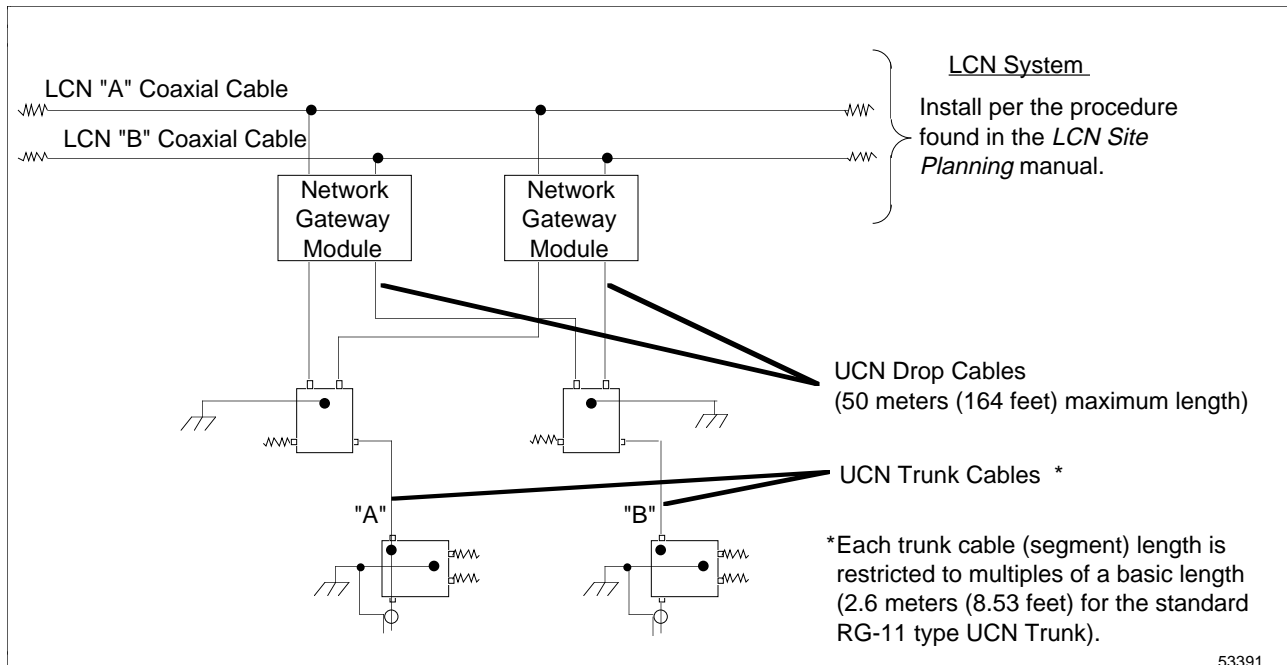 LCN "A" Coaxial Cable
LCN "B" Coaxial Cable
LCN System
Install per the procedure
found in the LCN Site
Planning manual.
Network
Gateway
Module
Network
Gateway
Module
UCN Drop Cables
(50 meters (164 feet) maximum length)
UCN Trunk Cables *
"A"
"B"
*Each trunk cable (segment) length is
restricted to multiples of a basic length
(2.6 meters (8.53 feet) for the standard
RG-11 type UCN Trunk).
53391